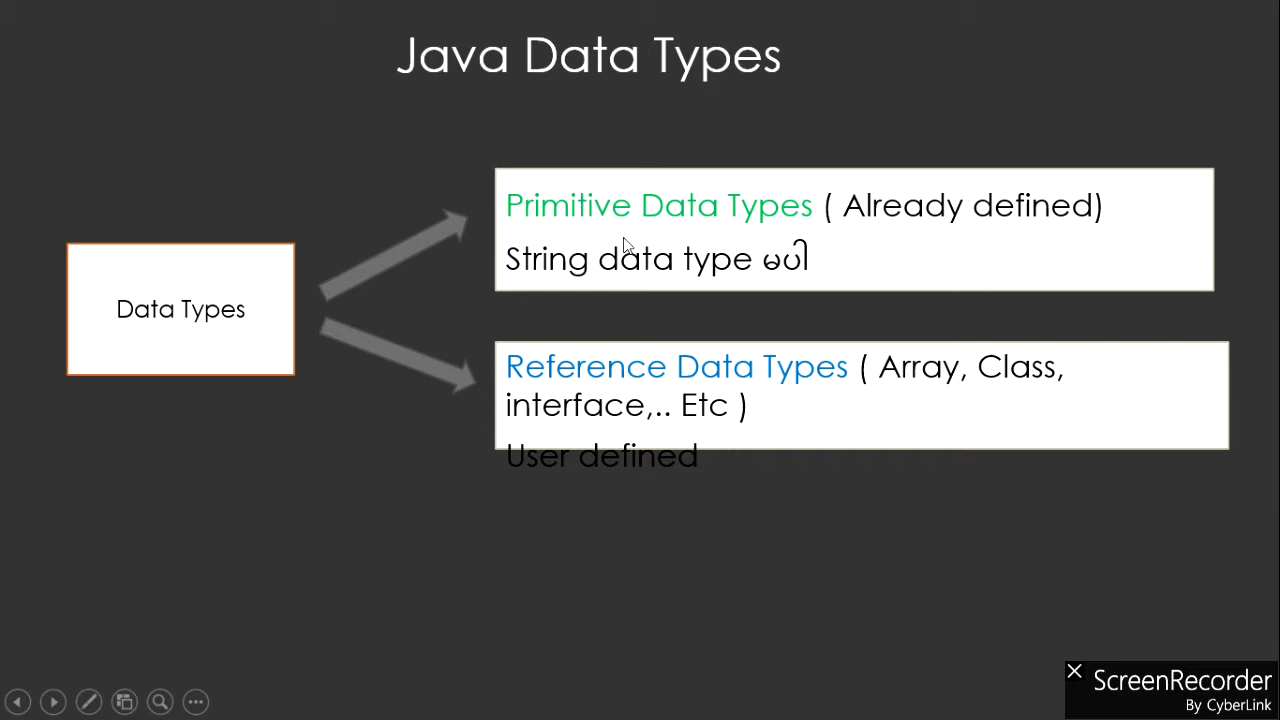 Java Data Types
Data Types
Primitive Data Types ( Already defined)
String data type မပါ
Reference Data Types ( Array, Class,
interface,.. Etc )
User defined
ScreenRecorder
By CyberLink